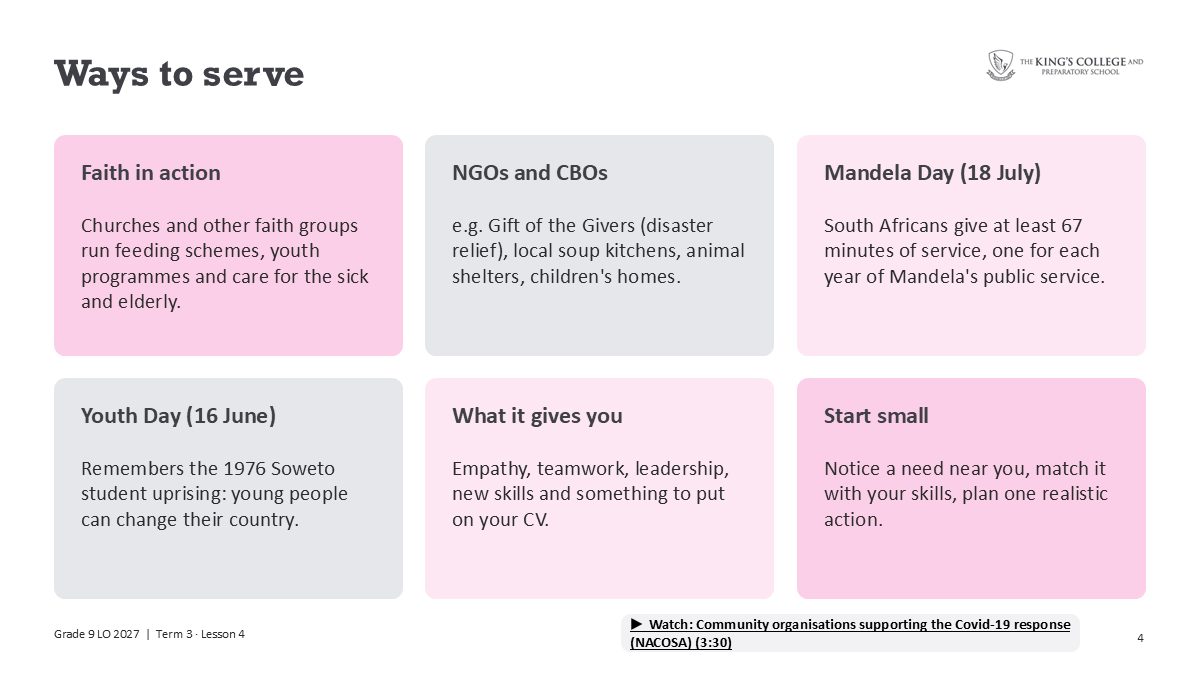 Ways to serve
THE KING'S COLLEGE AND
PREPARATORY SCHOOL
Faith in action
Churches and other faith groups
run feeding schemes, youth
programmes and care for the sick
and elderly.
NGOs and CBOs
e.g. Gift of the Givers (disaster
relief), local soup kitchens, animal
shelters, children's homes.
Mandela Day (18 July)
South Africans give at least 67
minutes of service, one for each
year of Mandela's public service.
Youth Day (16 June)
Remembers the 1976 Soweto
student uprising: young people
can change their country.
What it gives you
Empathy, teamwork, leadership,
new skills and something to put
on your CV.
Start small
Notice a need near you, match it
with your skills, plan one realistic
action.
Grade 9 LO 2027 | Term 3 · Lesson 4
▶ Watch: Community organisations supporting the Covid-19 response
(NACOSA) (3:30)
4